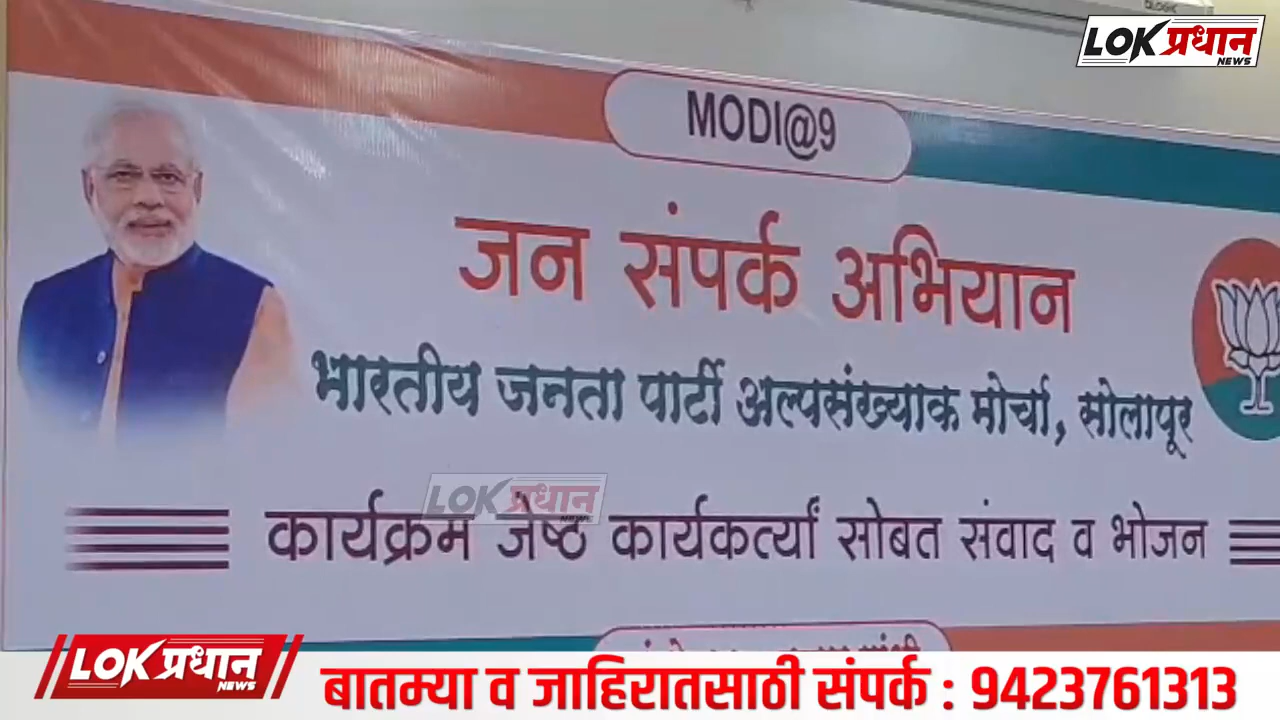 QLOGIK
LOK प्रधान
NEWS
MODI@9
जन संपर्क अभियान
भारतीय जनता पार्टी अल्पसंख्याक मोर्चा, सोलापूर
LOK प्रधान
NEWS
कार्यक्रम जेष्ठ कार्यकर्त्यां सोबत संवाद व भोजन
LOK प्रधान
NEWS
बातम्या व जाहिरातसाठी संपर्क : 9423761313